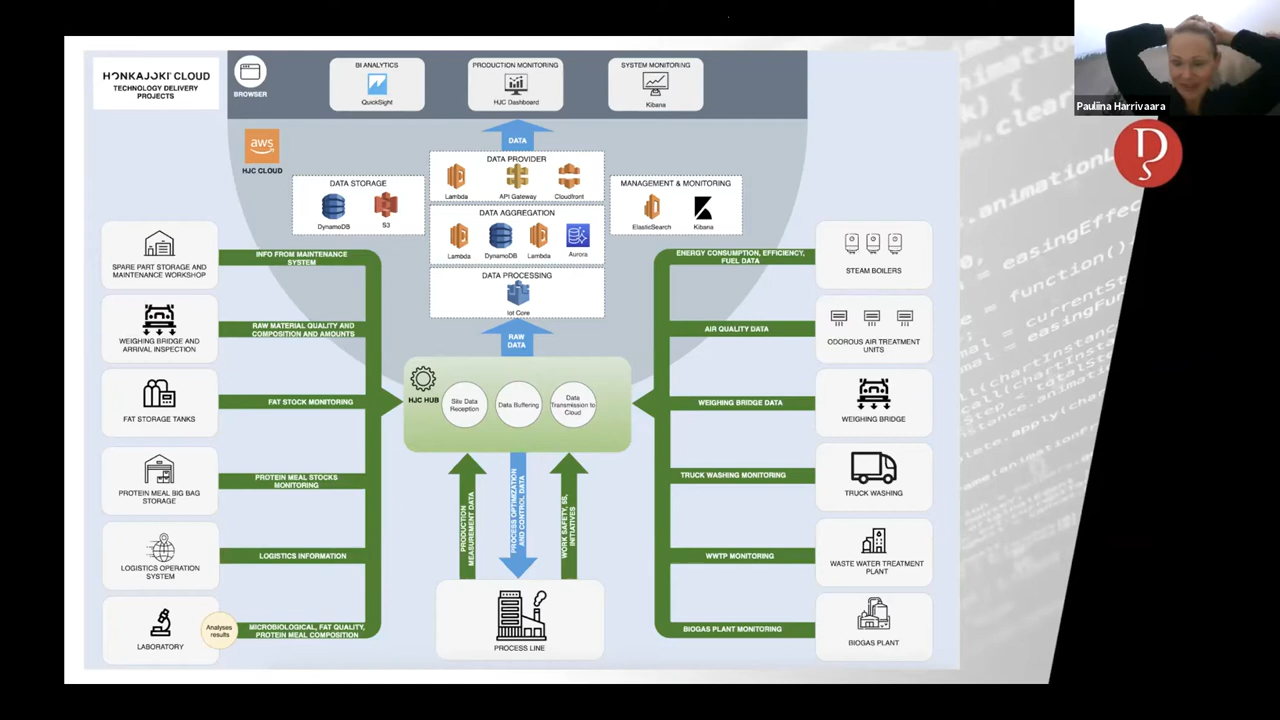 HONKAJOKI CLOUD
TECHNOLOGY DELIVERY
PROJECTS
BROWSER
BI ANALYTICS
QuickSight
PRODUCTION MONITORING
HJC Dashboard
SYSTEM MONITORING
Kibana
Pauliina Harrivaara
aws
HJC CLOUD
DATA
DATA PROVIDER
Lambda
API Gateway
Cloudfront
DATA STORAGE
DynamoDB
S3
DATA AGGREGATION
Lambda
DynamoDB
Lambda
Aurora
MANAGEMENT & MONITORING
ElasticSearch
Kibana
DATA PROCESSING
Iot Core
RAW
DATA
HJC HUB
Site Data
Reception
Data Buffering
Data
Transmission to
Cloud
SPARE PART STORAGE AND
MAINTENANCE WORKSHOP
INFO FROM MAINTENANCE
SYSTEM
WEIGHING BRIDGE AND
ARRIVAL INSPECTION
RAW MATERIAL QUALITY AND
COMPOSITION AND AMOUNTS
FAT STORAGE TANKS
FAT STOCK MONITORING
PROTEIN MEAL BIG BAG
STORAGE
PROTEIN MEAL STOCKS
MONITORING
LOGISTICS OPERATION
SYSTEM
LOGISTICS INFORMATION
LABORATORY
Analyses
results
MICROBIOLOGICAL, FAT QUALITY,
PROTEIN MEAL COMPOSITION
PRODUCTION
MEASUREMENT DATA
PROCESS OPTIMIZATION
AND CONTROL DATA
WORK SAFETY, 5S,
INITIATIVES
PROCESS LINE
ENERGY CONSUMPTION, EFFICIENCY,
FUEL DATA
STEAM BOILERS
AIR QUALITY DATA
ODOROUS AIR TREATMENT
UNITS
WEIGHING BRIDGE DATA
WEIGHING BRIDGE
TRUCK WASHING MONITORING
TRUCK WASHING
WWTP MONITORING
WASTE WATER TREATMENT
PLANT
BIOGAS PLANT MONITORING
BIOGAS PLANT